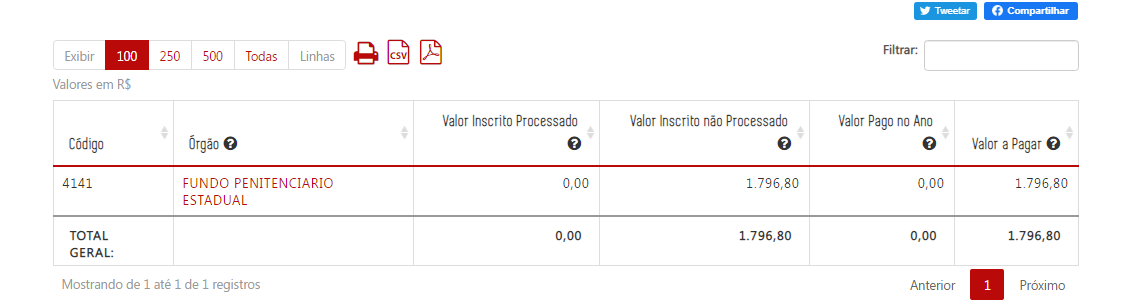 Tweetar Compartilhar
Exibir 100 250 500 Todas Linhas CSV Filtrar:
Valores em R$
Código Órgão ? Valor Inscrito Processado ? Valor Inscrito não Processado ? Valor Pago no Ano ? Valor a Pagar ?
4141 FUNDO PENITENCIARIO 0,00 1.796,80 0,00 1.796,80
ESTADUAL
TOTAL 0,00 1.796,80 0,00 1.796,80
GERAL:
Mostrando de 1 até 1 de 1 registros Anterior 1 Próximo